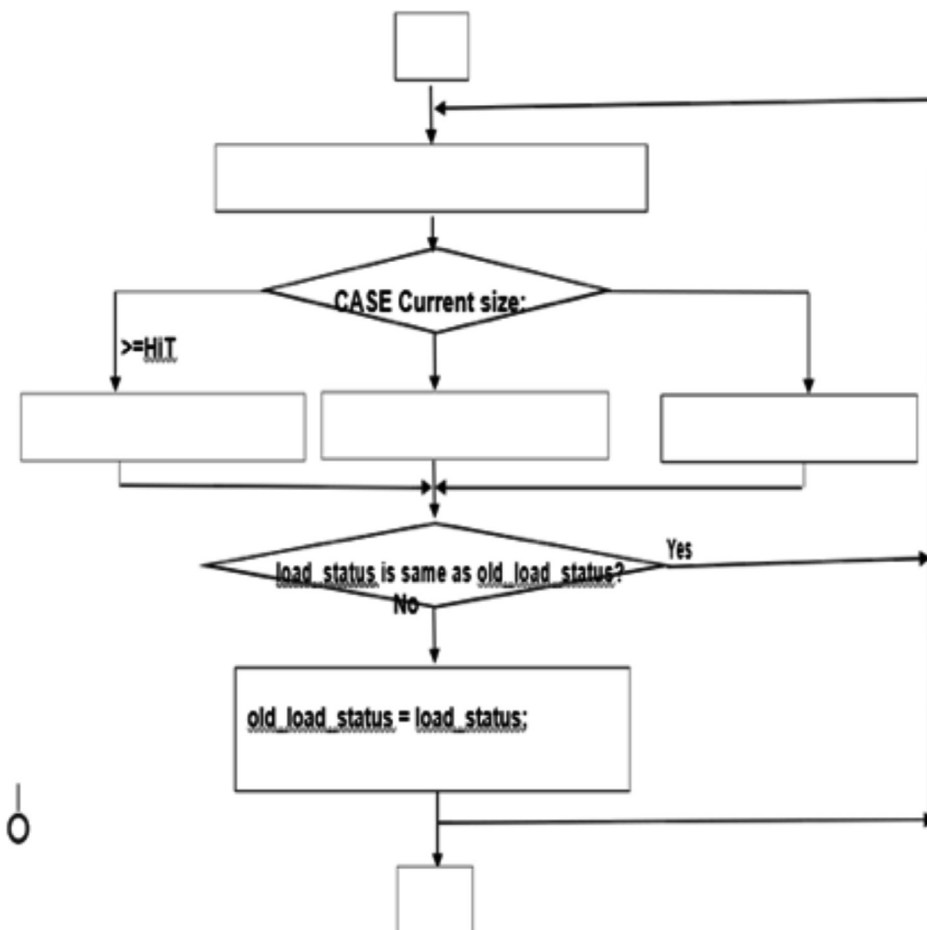 CASE Current size:
>=HiT
Yes
load_status is same as old_load_status?
No
old_load_status = load_status;